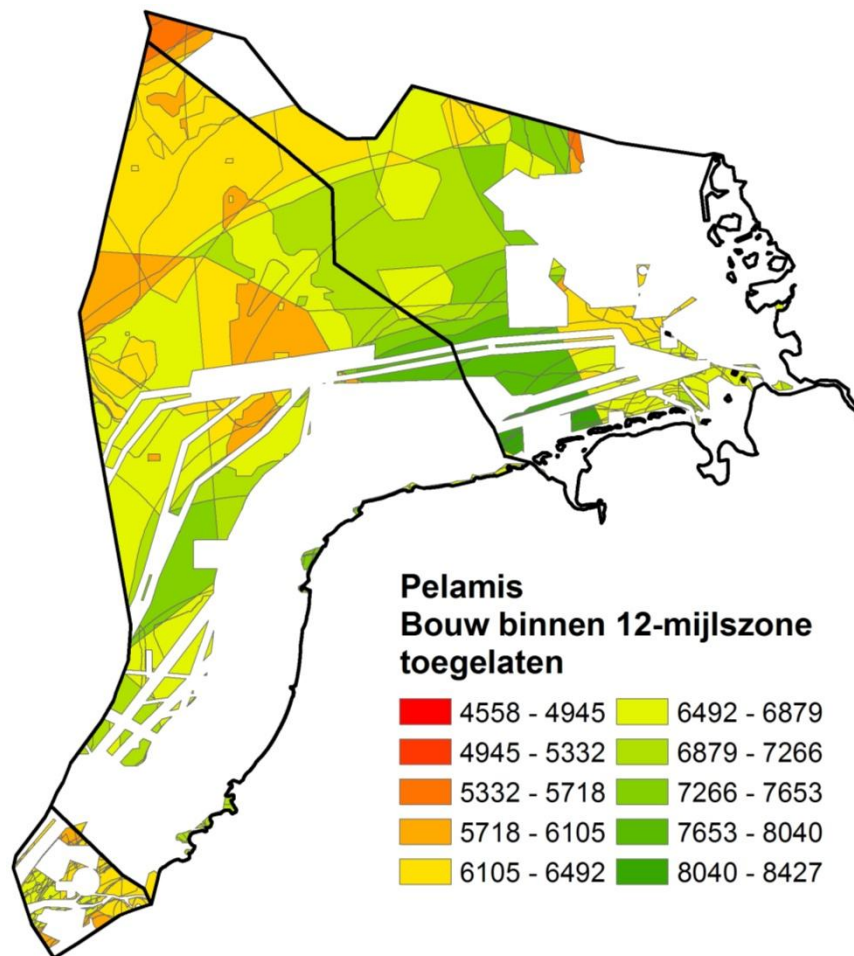 Pelamis
Bouw binnen 12-mijlszone
toegelaten
4558 - 4945
4945 - 5332
5332 - 5718
5718 - 6105
6105 - 6492
6492 - 6879
6879 - 7266
7266 - 7653
7653 - 8040
8040 - 8427